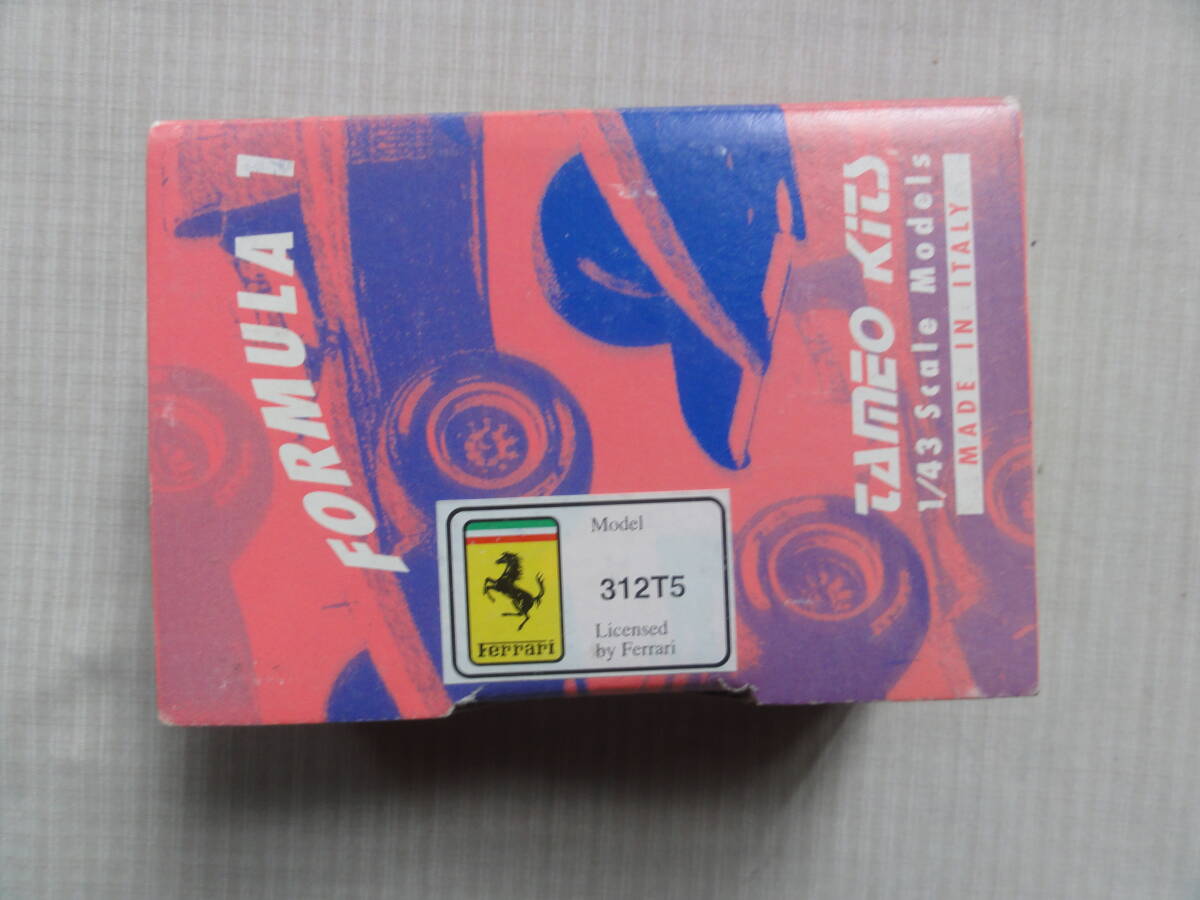 FORMULA 1
TAMEO KITS
1/43 Scale Models
MADE IN ITALY
Ferrari
Model
312T5
Licensed
by Ferrari